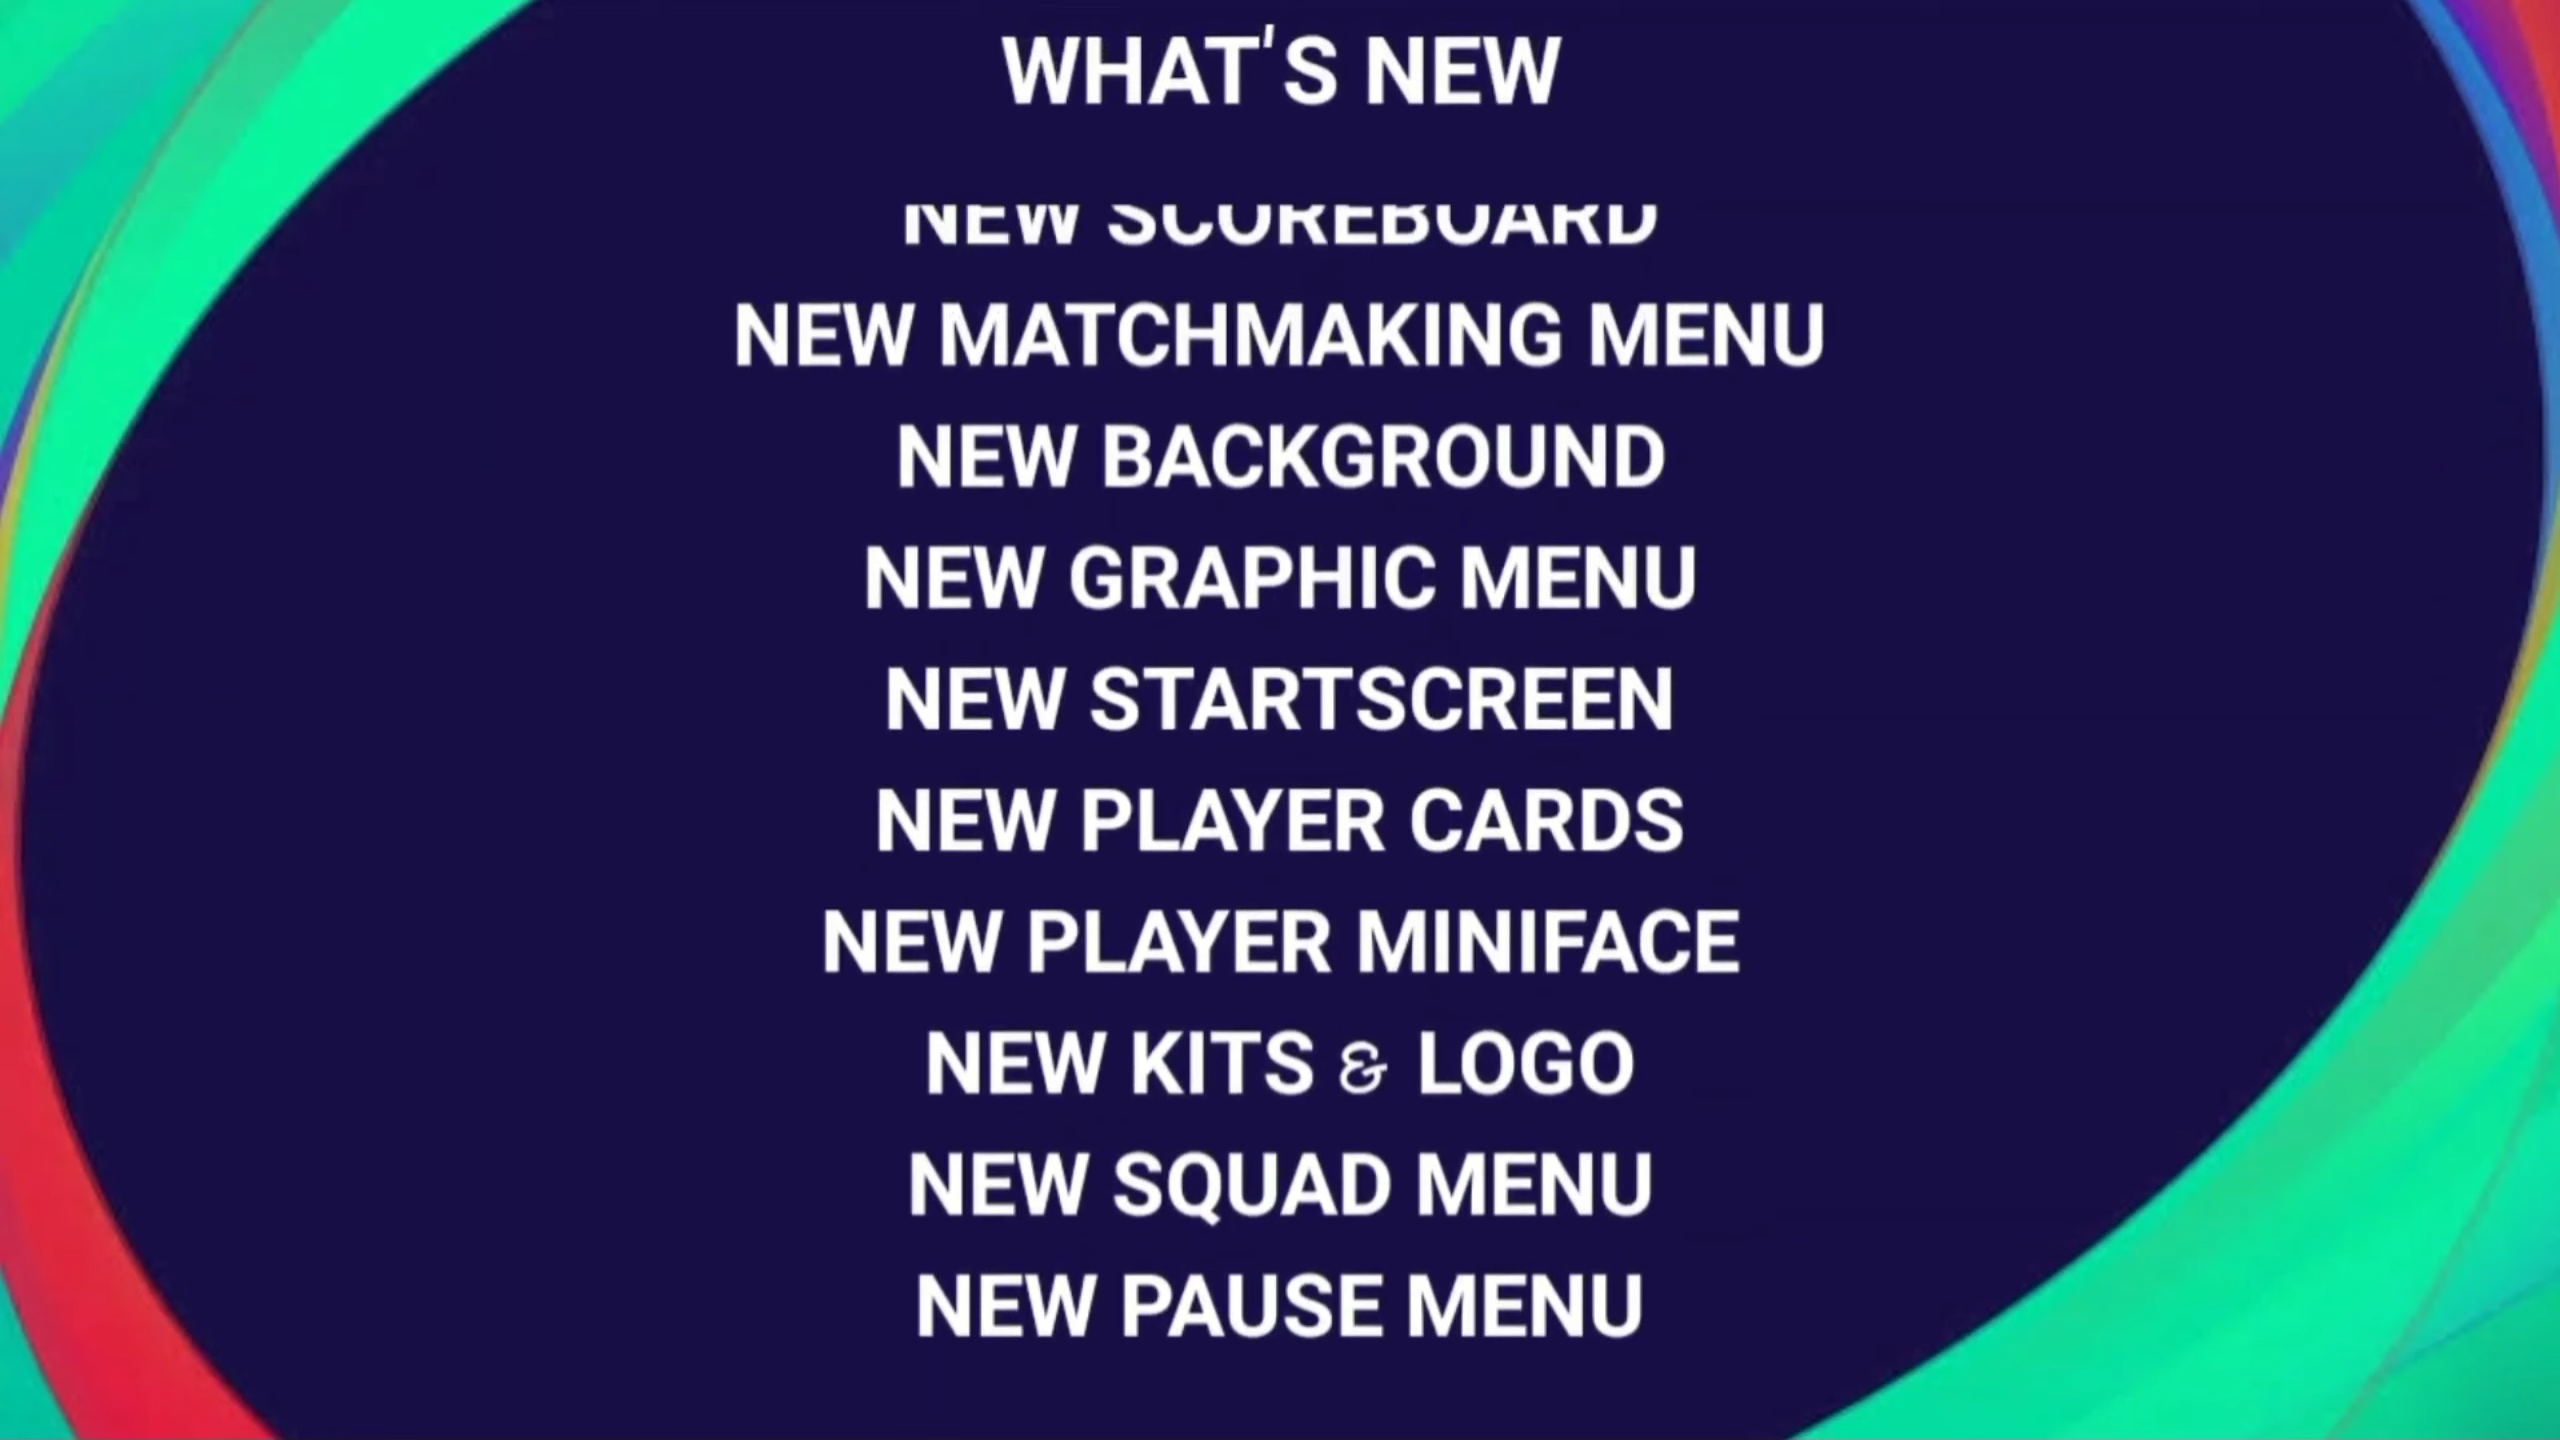 WHAT'S NEW
NEW SCOREBOARD
NEW MATCHMAKING MENU
NEW BACKGROUND
NEW GRAPHIC MENU
NEW STARTSCREEN
NEW PLAYER CARDS
NEW PLAYER MINIFACE
NEW KITS & LOGO
NEW SQUAD MENU
NEW PAUSE MENU